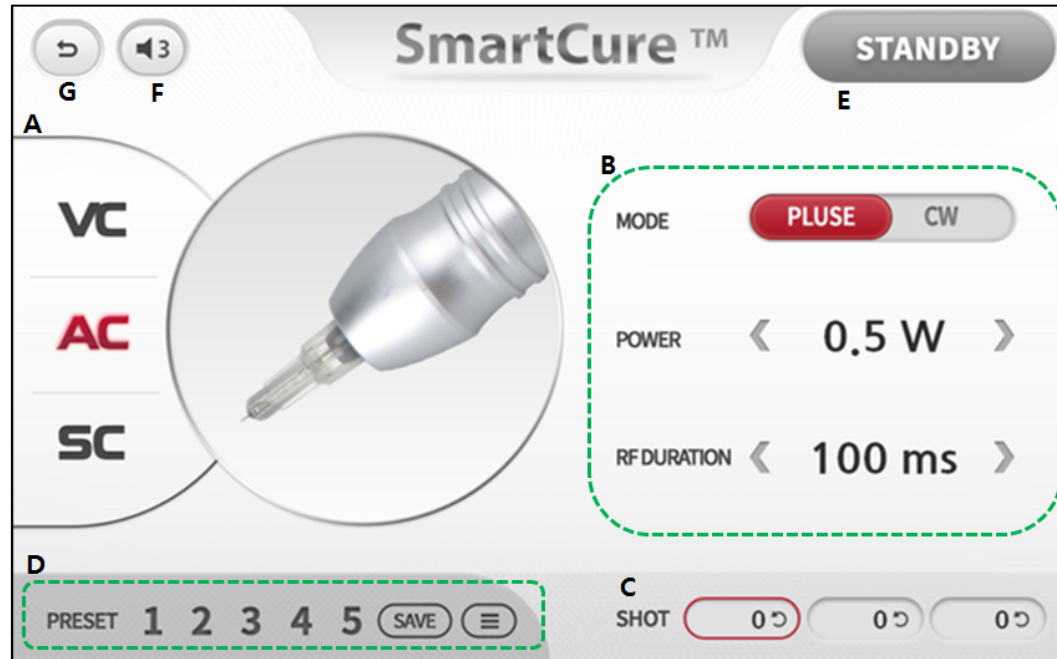 3
SmartCure ™
STANDBY
G
F
E
A
B
VC
AC
SC
MODE
PLUSE
CW
POWER
0.5 W
RF DURATION
100 ms
D
PRESET 1 2 3 4 5 SAVE
C
SHOT 0 0 0